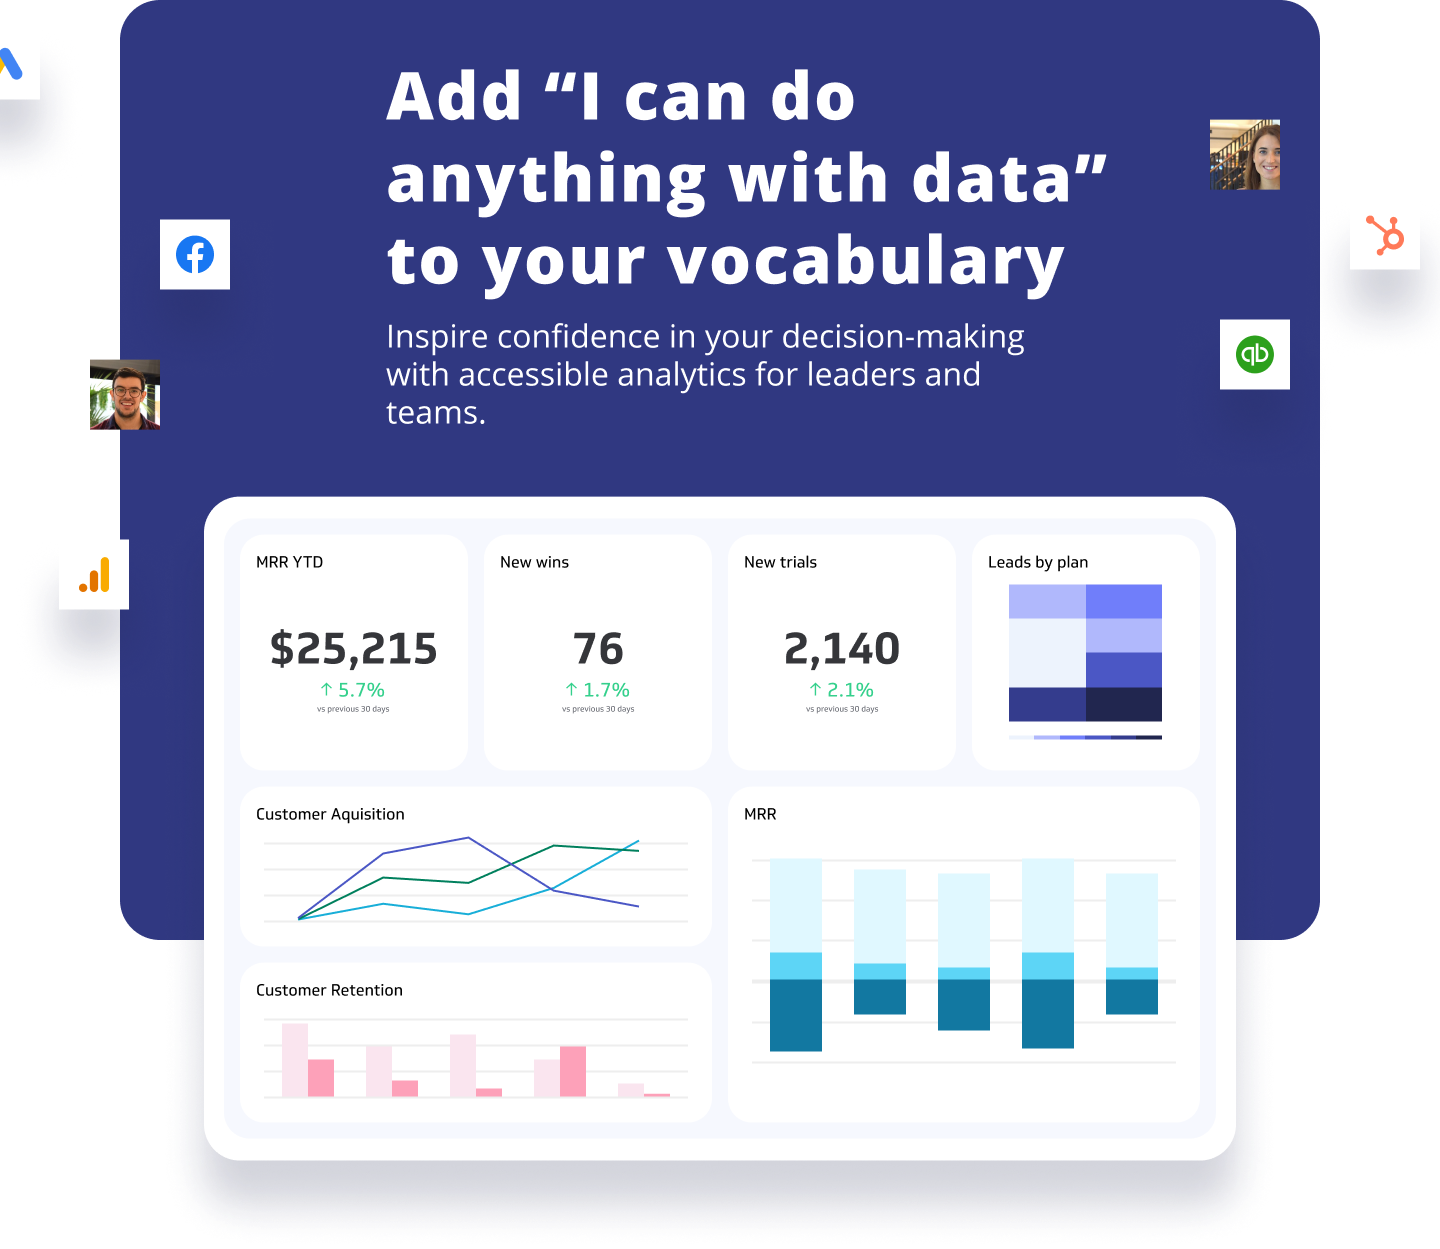 Add “I can do
anything with data”
to your vocabulary
Inspire confidence in your decision-making
with accessible analytics for leaders and
teams.
MRR YTD
$25,215
↑ 5.7%
vs previous 30 days
New wins
76
↑ 1.7%
vs previous 30 days
New trials
2,140
↑ 2.1%
vs previous 30 days
Leads by plan
Customer Aquisition
MRR
Customer Retention
qb